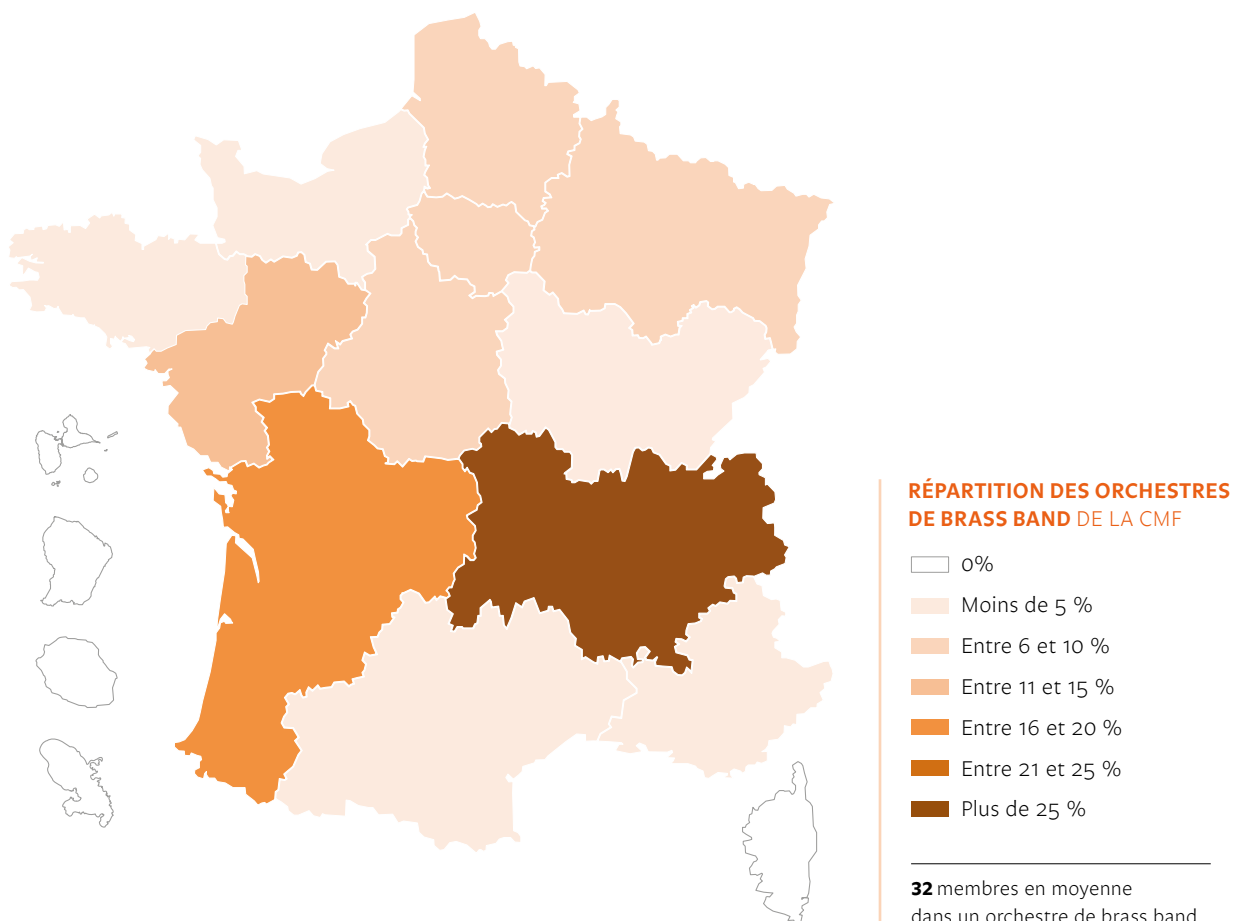 RÉPARTITION DES ORCHESTRES
DE BRASS BAND DE LA CMF
0%
Moins de 5 %
Entre 6 et 10 %
Entre 11 et 15 %
Entre 16 et 20 %
Entre 21 et 25 %
Plus de 25 %
32 membres en moyenne
dans un orchestre de brass band